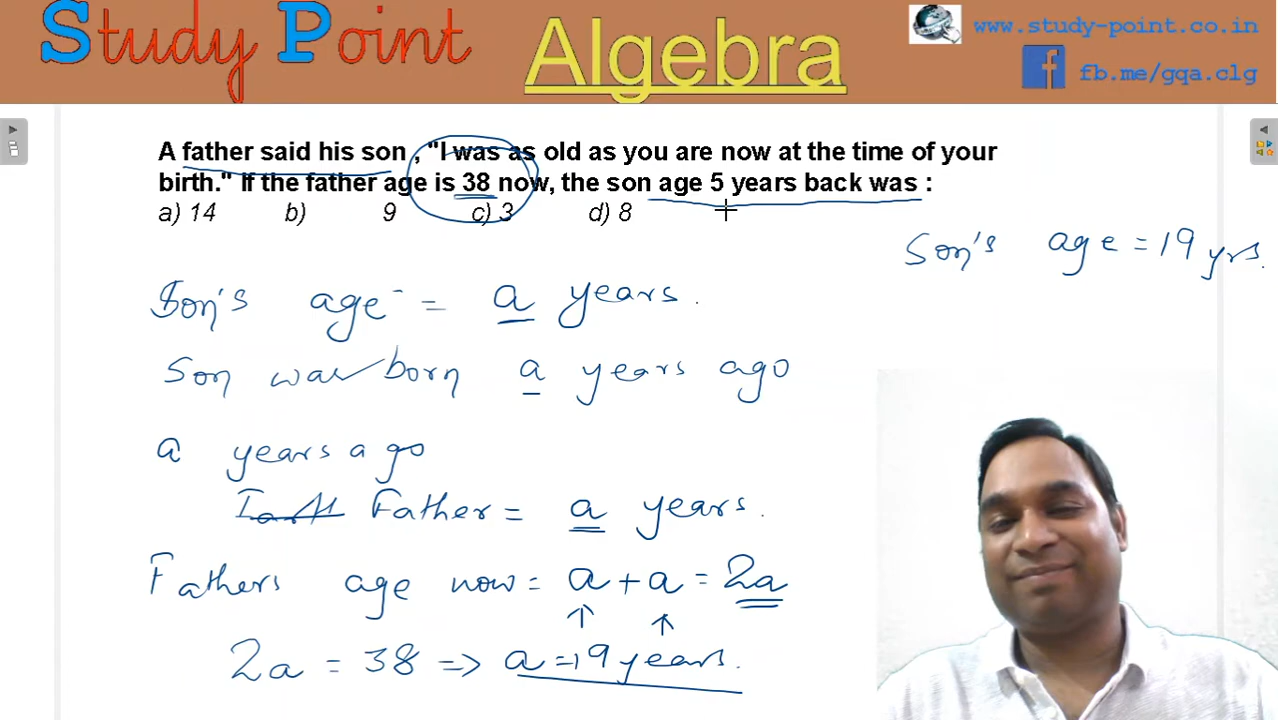 Study Point
Algebra
www.study-point.co.in
fb.me/gqa.clg
A father said his son , "I was as old as you are now at the time of your
birth." If the father age is 38 now, the son age 5 years back was :
a) 14 b) 9 c) 3 d) 8
Son's age = 19 yrs.
Son's age = a years.
Son was born a years ago
a years ago
Father = a years.
Fathers age now = a + a = 2a
2a = 38 => a = 19 years.